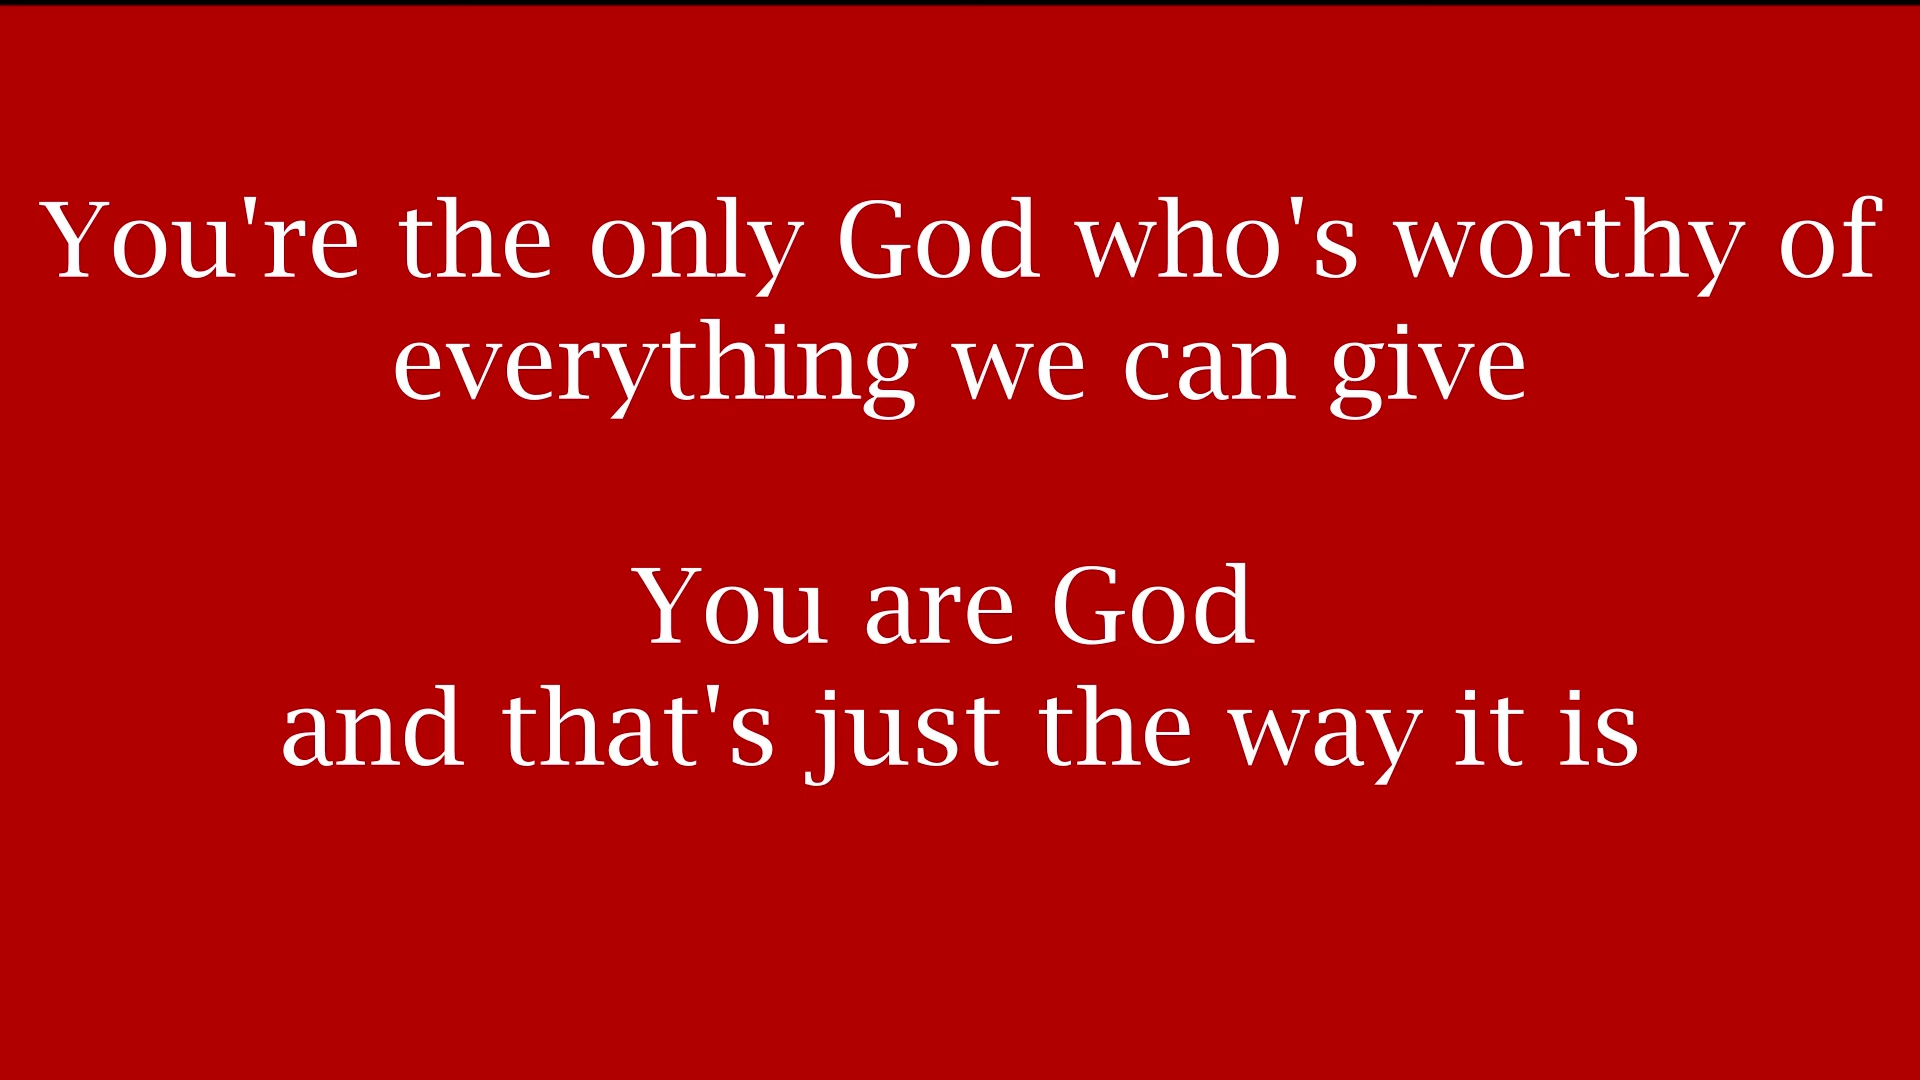 You're the only God who's worthy of
everything we can give
You are God
and that's just the way it is